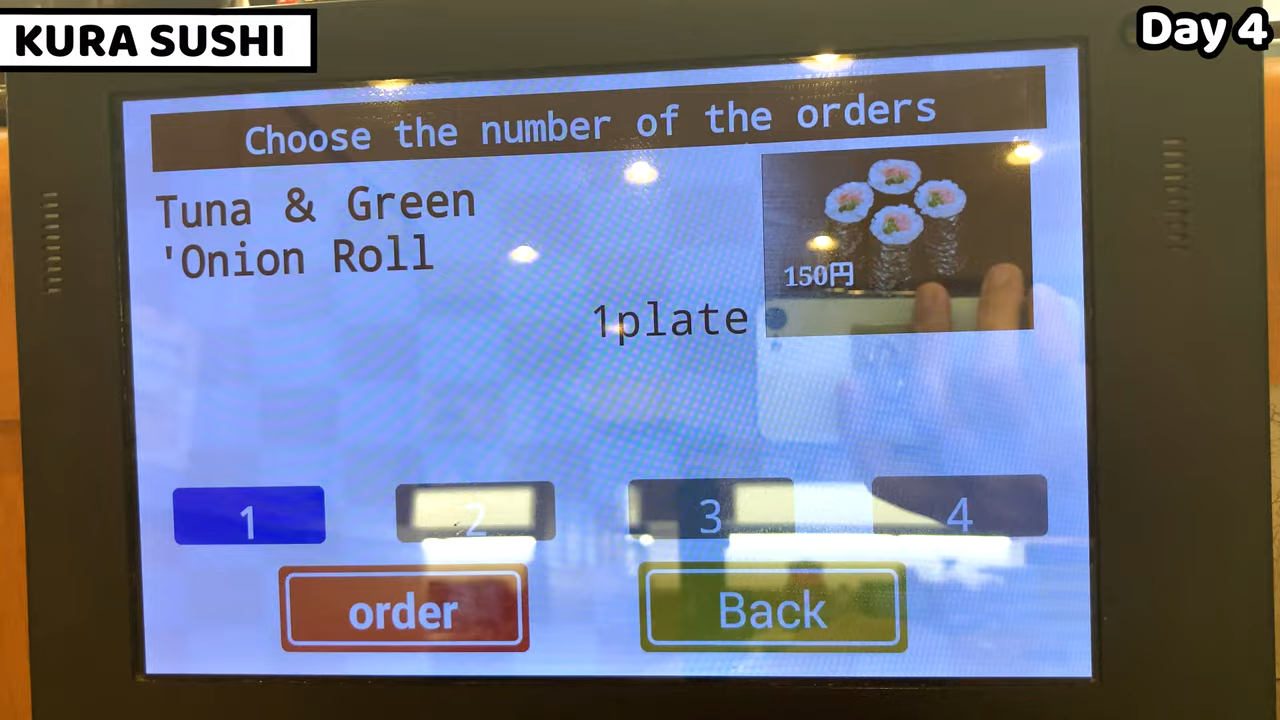 KURA SUSHI
Day 4
Choose the number of the orders
Tuna & Green
'Onion Roll
150円
1plate
1
2
3
4
order
Back